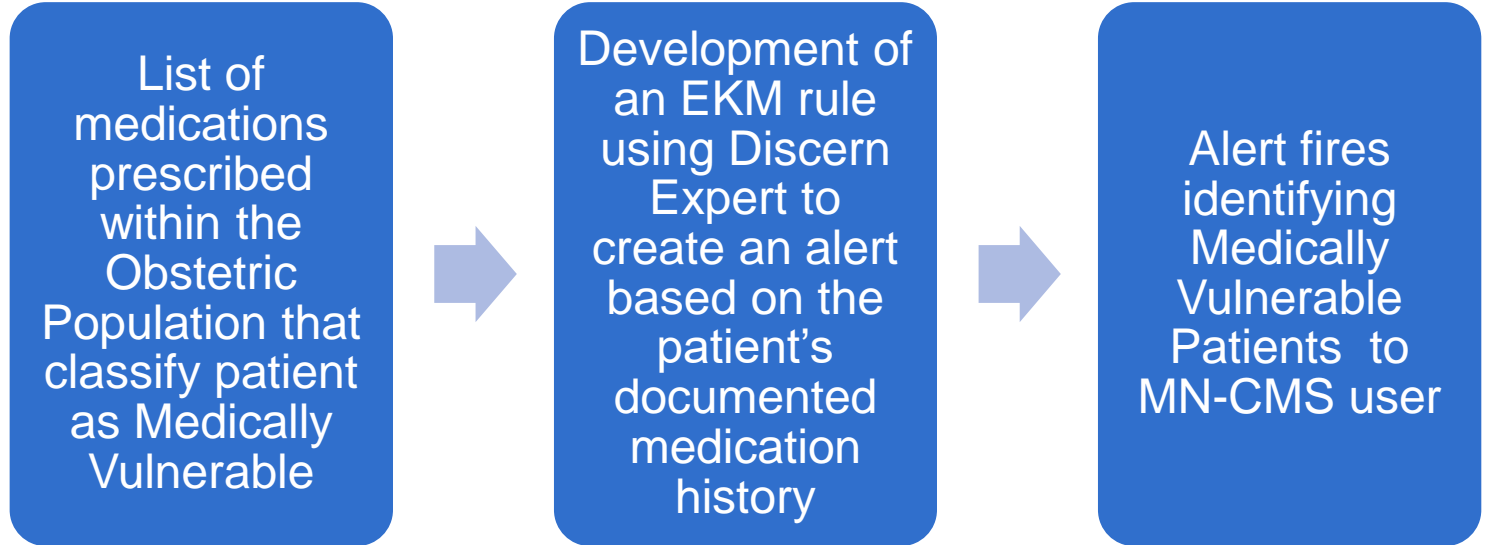 List of
medications
prescribed
within the
Obstetric
Population that
classify patient
as Medically
Vulnerable
Development of
an EKM rule
using Discern
Expert to
create an alert
based on the
patient’s
documented
medication
history
Alert fires
identifying
Medically
Vulnerable
Patients to
MN-CMS user